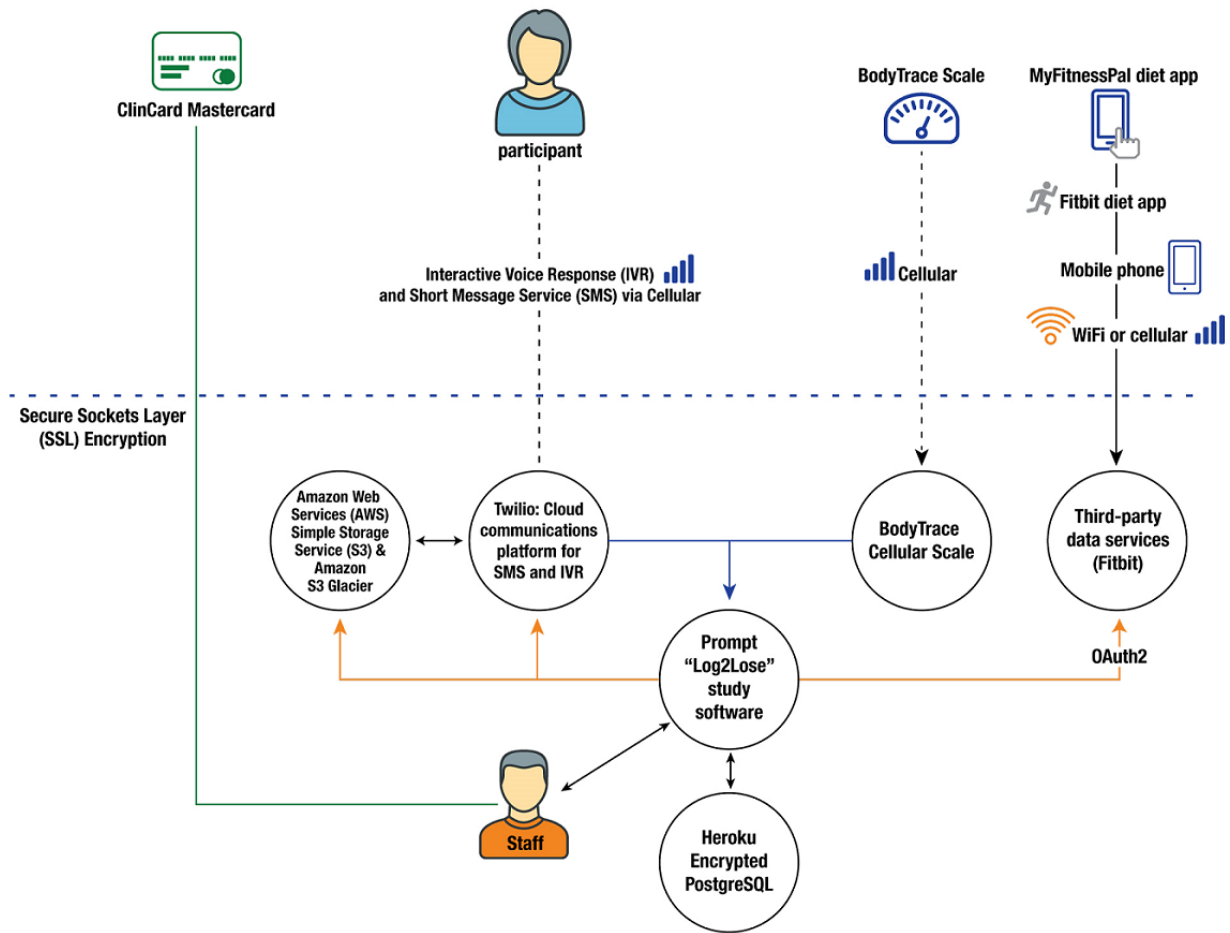 ClinCard Mastercard
participant
BodyTrace Scale
MyFitnessPal diet app
Fitbit diet app
Interactive Voice Response (IVR)
and Short Message Service (SMS) via Cellular
Cellular
Mobile phone
WiFi or cellular
Secure Sockets Layer
(SSL) Encryption
Amazon Web
Services (AWS)
Simple Storage
Service (S3) &
Amazon
S3 Glacier
Twilio: Cloud
communications
platform for
SMS and IVR
BodyTrace
Cellular Scale
Third-party
data services
(Fitbit)
Prompt
“Log2Lose”
study
software
OAuth2
Staff
Heroku
Encrypted
PostgreSQL